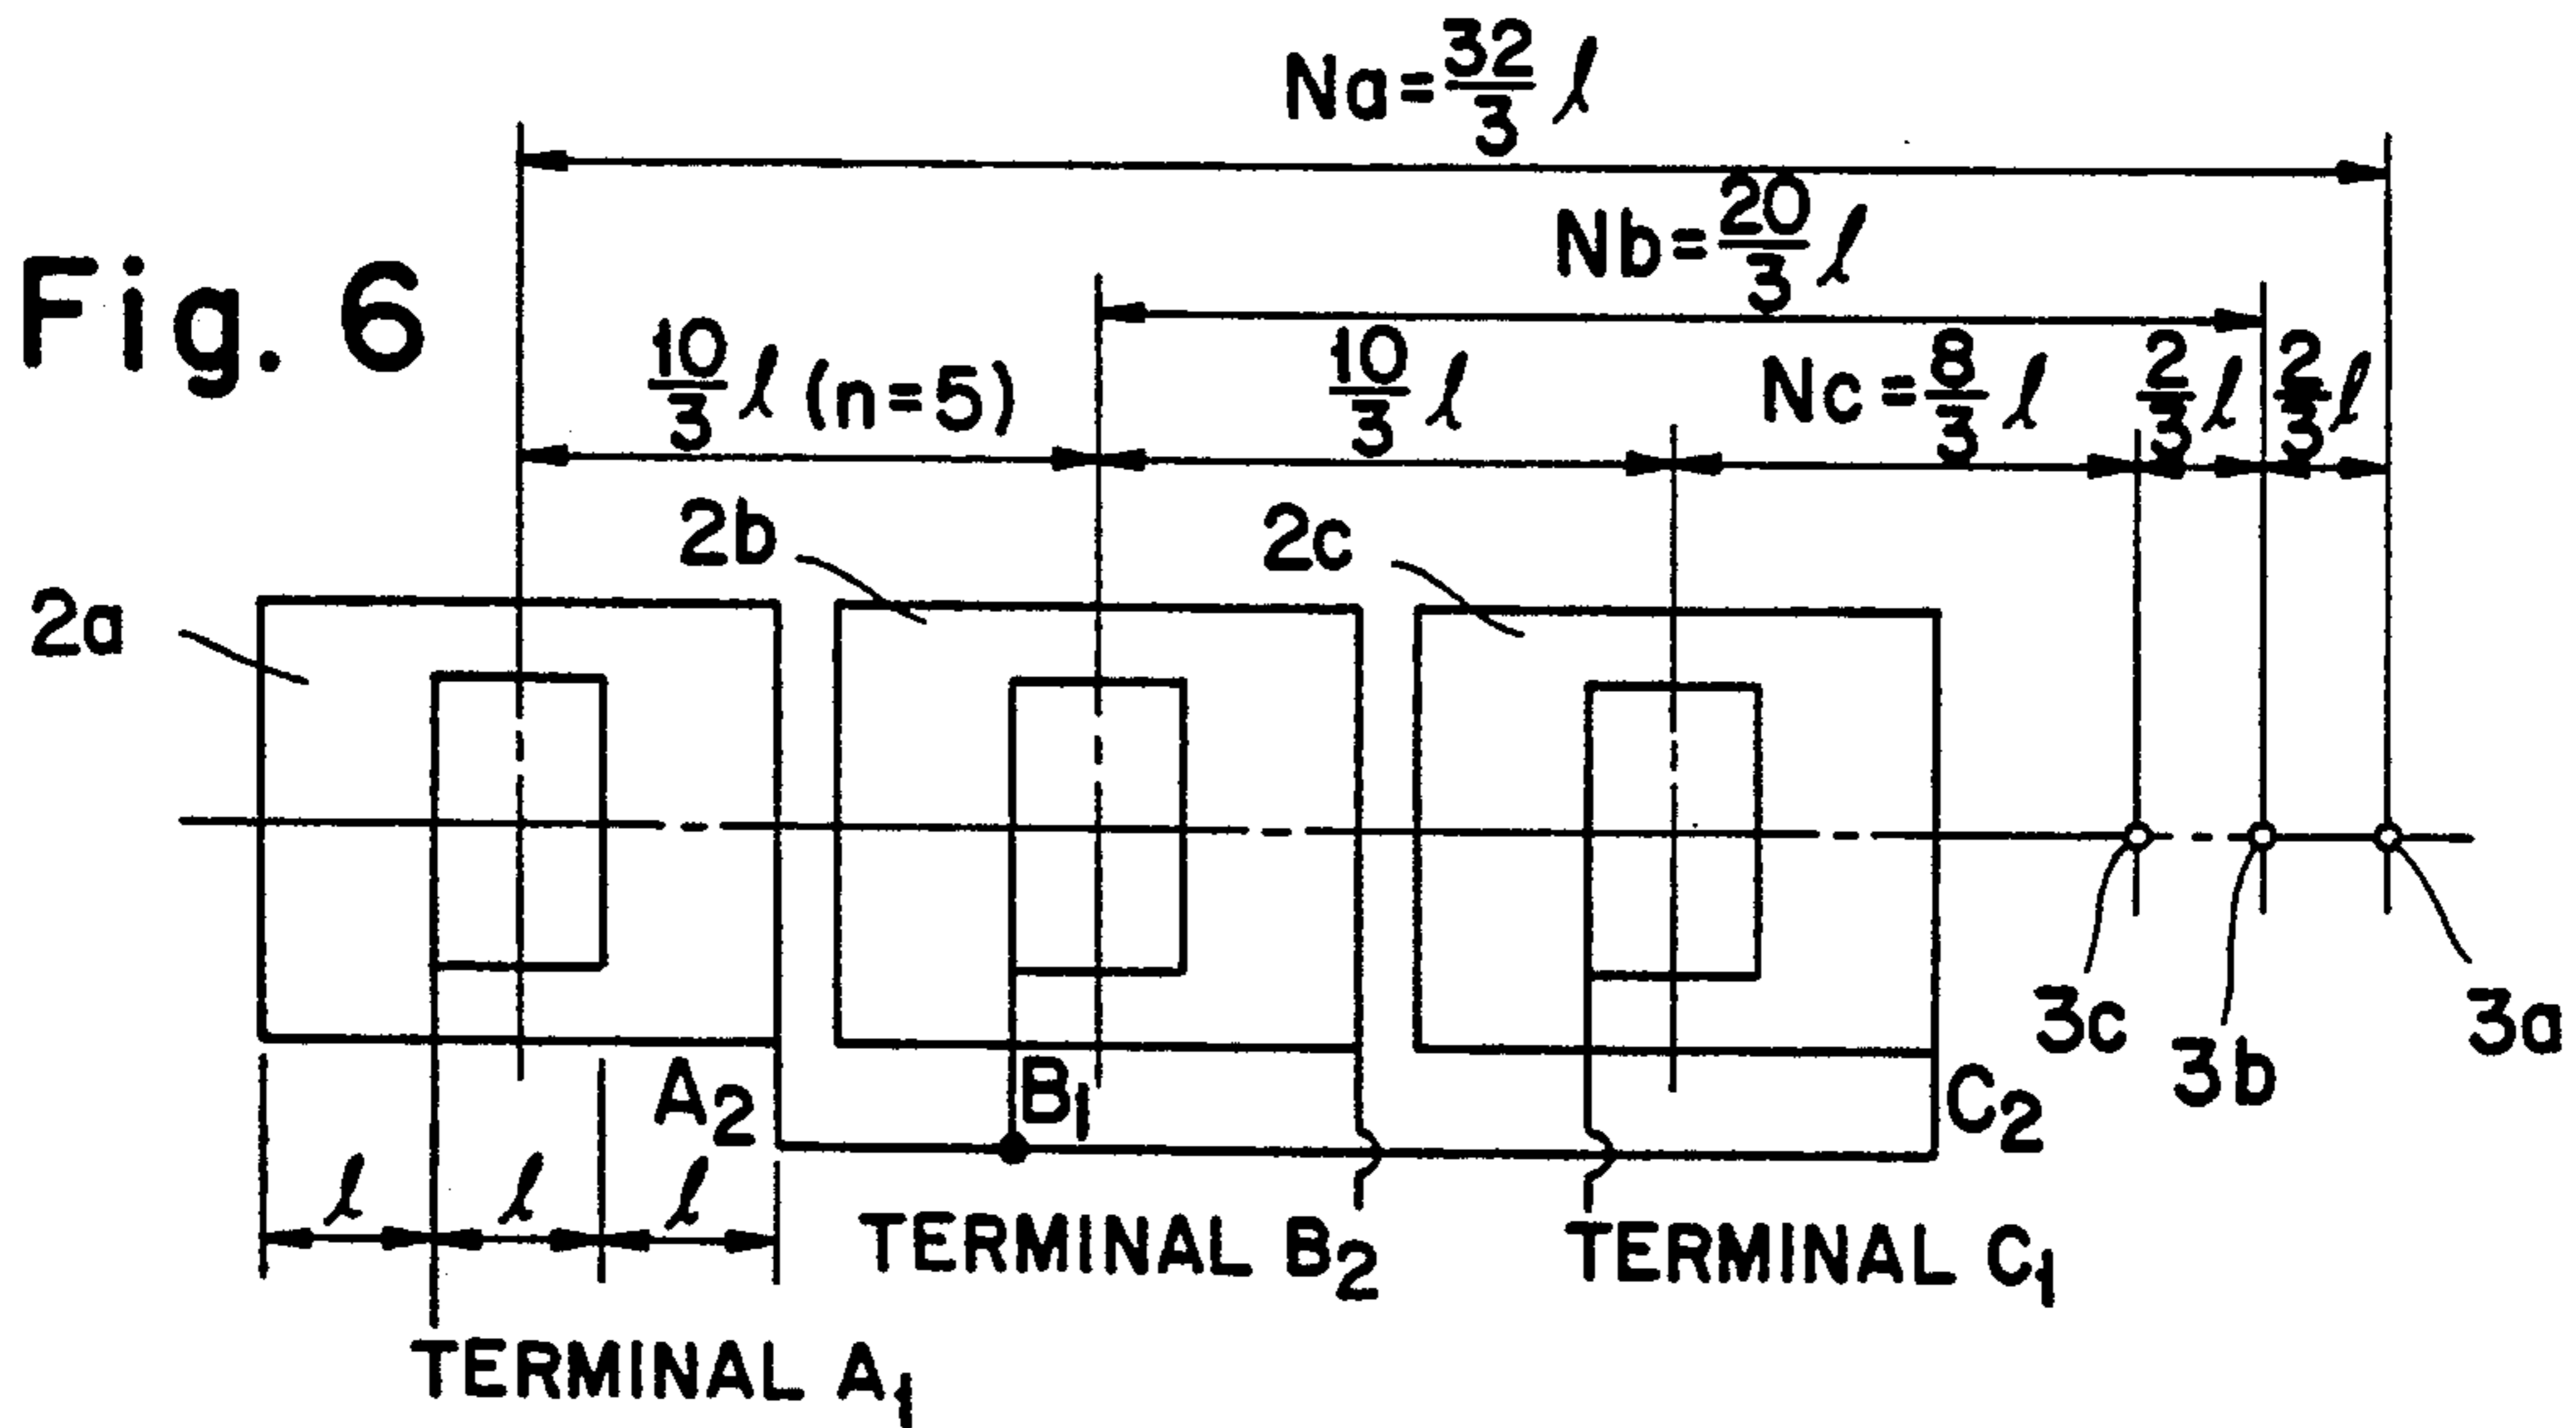 Fig. 6
Na=32/3 ℓ
Nb=20/3 ℓ
10/3 ℓ (n=5)
10/3 ℓ
Nc=8/3 ℓ
2/3 ℓ
2/3 ℓ
2a
2b
2c
3c
3b
3a
A₂
B₁
C₂
ℓ
ℓ
ℓ
TERMINAL B₂
TERMINAL C₁
TERMINAL A₁